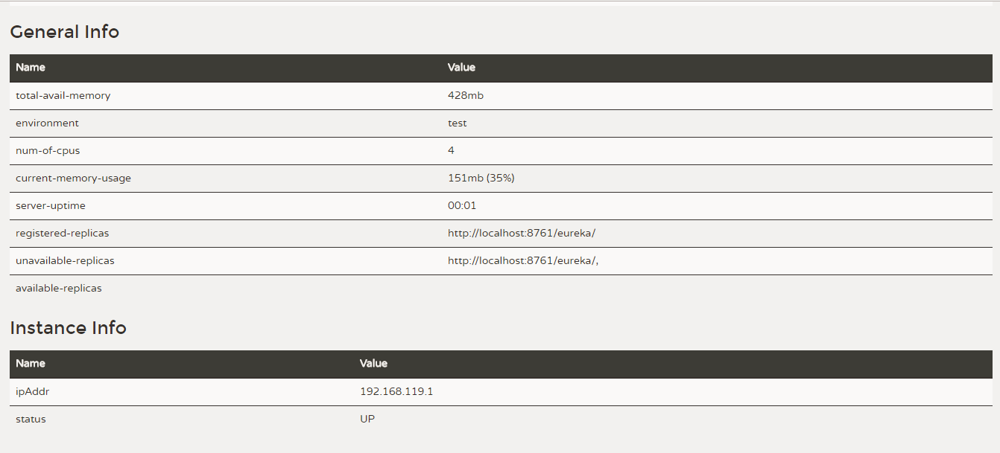 General Info
Name Value
total-avail-memory 428mb
environment test
num-of-cpus 4
current-memory-usage 151mb (35%)
server-uptime 00:01
registered-replicas http://localhost:8761/eureka/
unavailable-replicas http://localhost:8761/eureka/,
available-replicas
Instance Info
Name Value
ipAddr 192.168.119.1
status UP